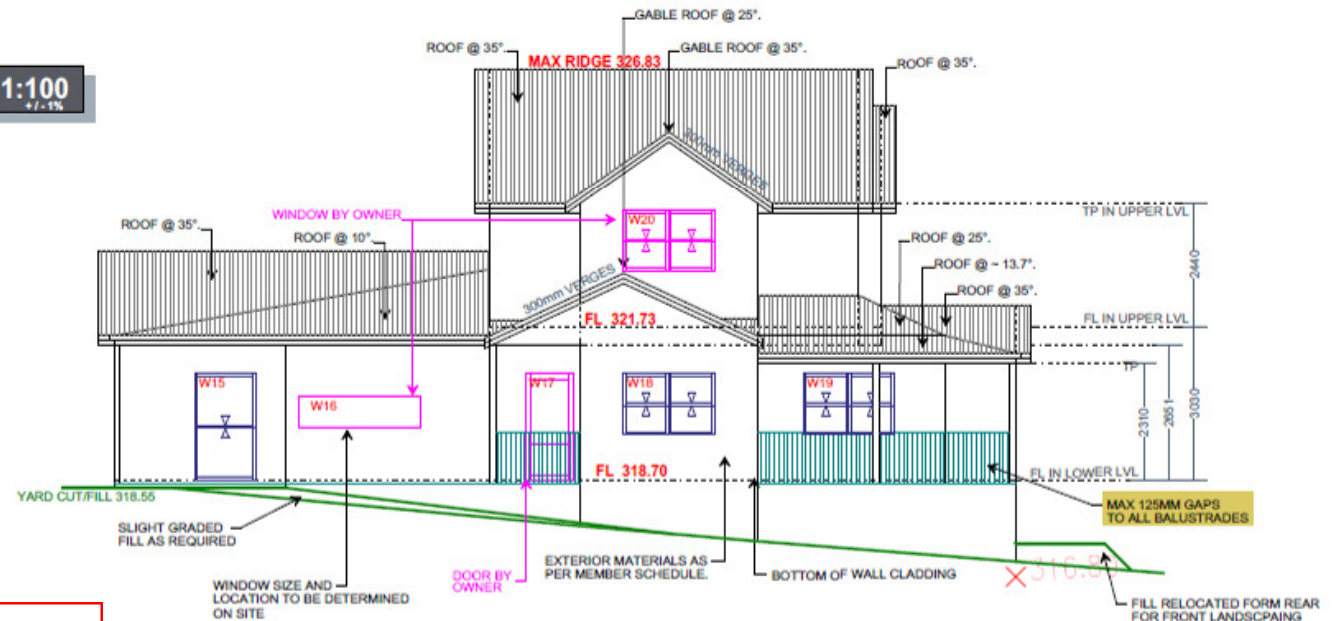 GABLE ROOF @ 25°.
ROOF @ 35°.
GABLE ROOF @ 35°.
MAX RIDGE 326.83
ROOF @ 35°.
1:100
+/-1%
300mm VERGES
WINDOW BY OWNER
W20
TP IN UPPER LVL
ROOF @ 35°.
ROOF @ 10°.
ROOF @ 25°.
2440
ROOF @ ~ 13.7°.
300mm VERGES
ROOF @ 35°.
FL 321.73
FL IN UPPER LVL
TP
W15
W16
W17
W18
W19
2310
2651
3030
FL 318.70
FL IN LOWER LVL
YARD CUT/FILL 318.55
MAX 125MM GAPS
TO ALL BALUSTRADES
SLIGHT GRADED
FILL AS REQUIRED
EXTERIOR MATERIALS AS
PER MEMBER SCHEDULE.
DOOR BY
OWNER
BOTTOM OF WALL CLADDING
WINDOW SIZE AND
LOCATION TO BE DETERMINED
ON SITE
FILL RELOCATED FORM REAR
FOR FRONT LANDSCPAING